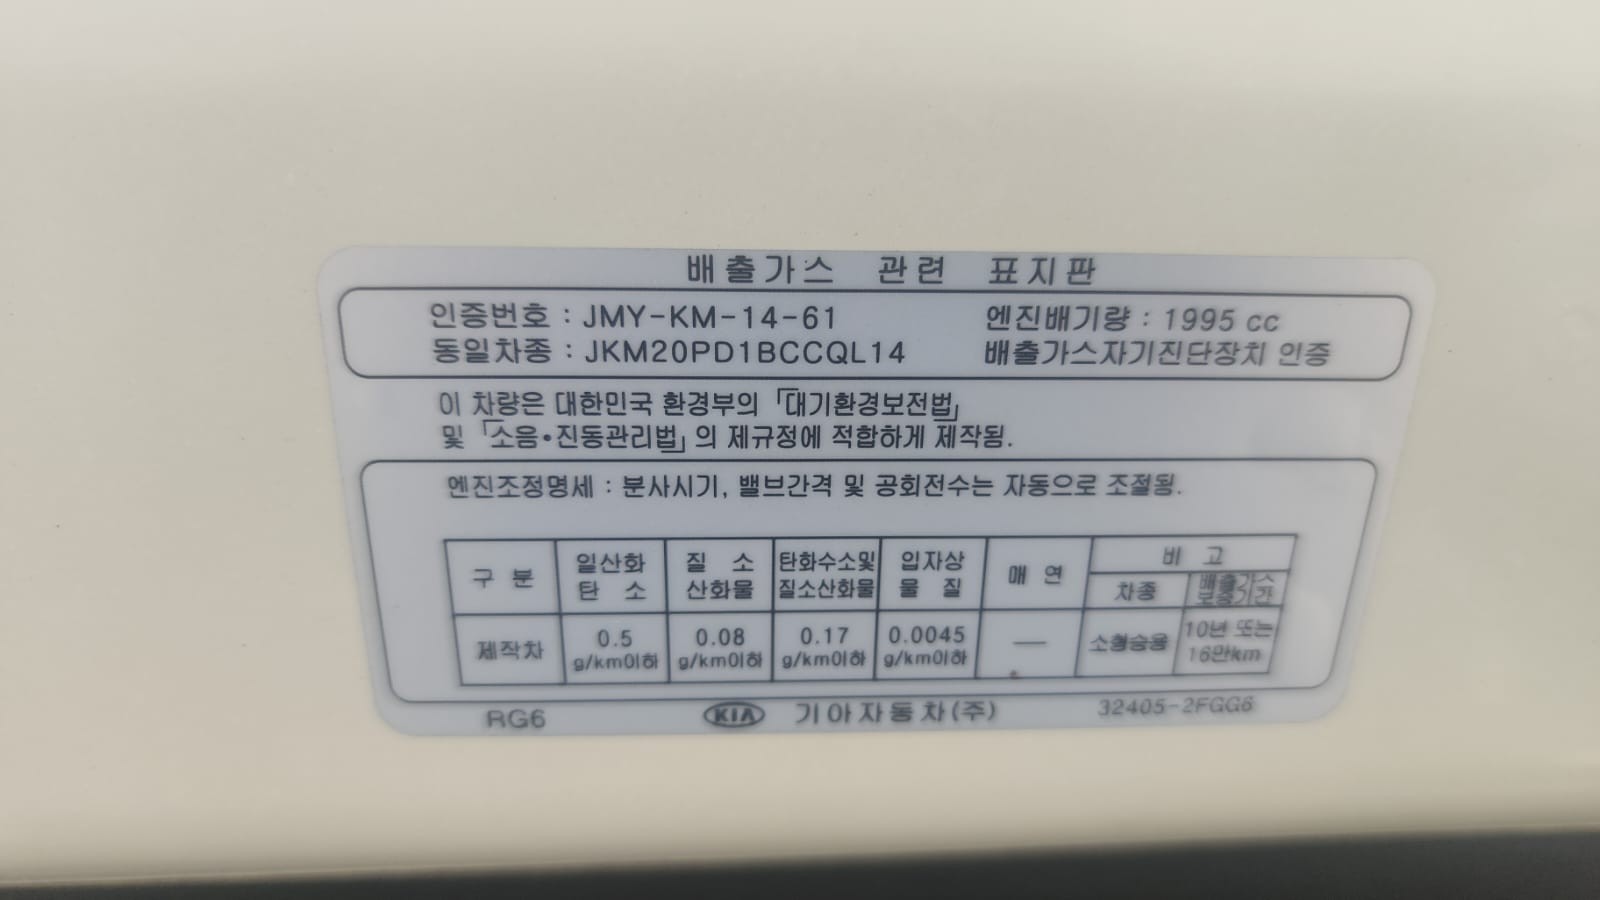 배출가스 관련 표지판
인증번호 : JMY-KM-14-61 엔진배기량 : 1995 cc
동일차종 : JKM20PD1BCCQL14 배출가스자기진단장치 인증
이 차량은 대한민국 환경부의 「대기환경보전법」
및 「소음•진동관리법」의 제규정에 적합하게 제작됨.
엔진조정명세 : 분사시기, 밸브간격 및 공회전수는 자동으로 조절됨.
구 분 일산화 탄 소 질 소 산화물 탄화수소및 질소산화물 입자상 물 질 매 연 비 고
차종 배출가스 보증기간
제작차 0.5 g/km이하 0.08 g/km이하 0.17 g/km이하 0.0045 g/km이하 — 소형승용 10년 또는 16만km
RG6 KIA 기아자동차(주) 32405-2FGG6